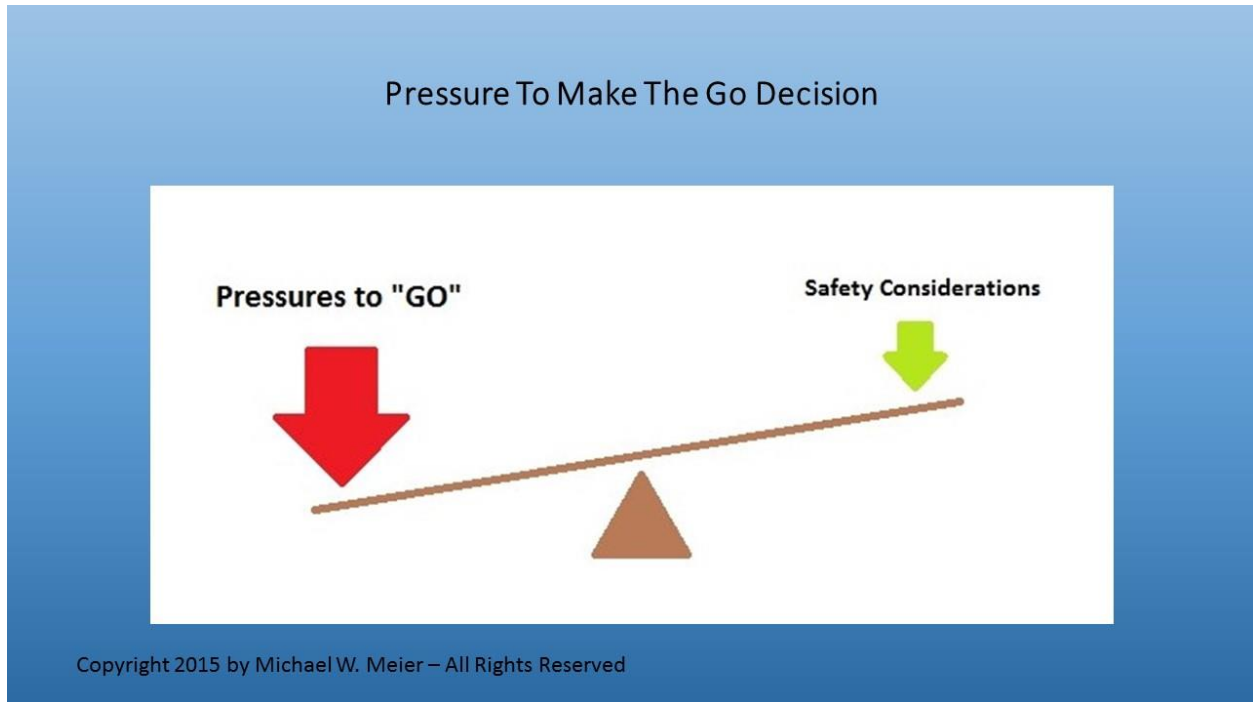 Pressure To Make The Go Decision
Pressures to "GO"
Safety Considerations
Copyright 2015 by Michael W. Meier – All Rights Reserved